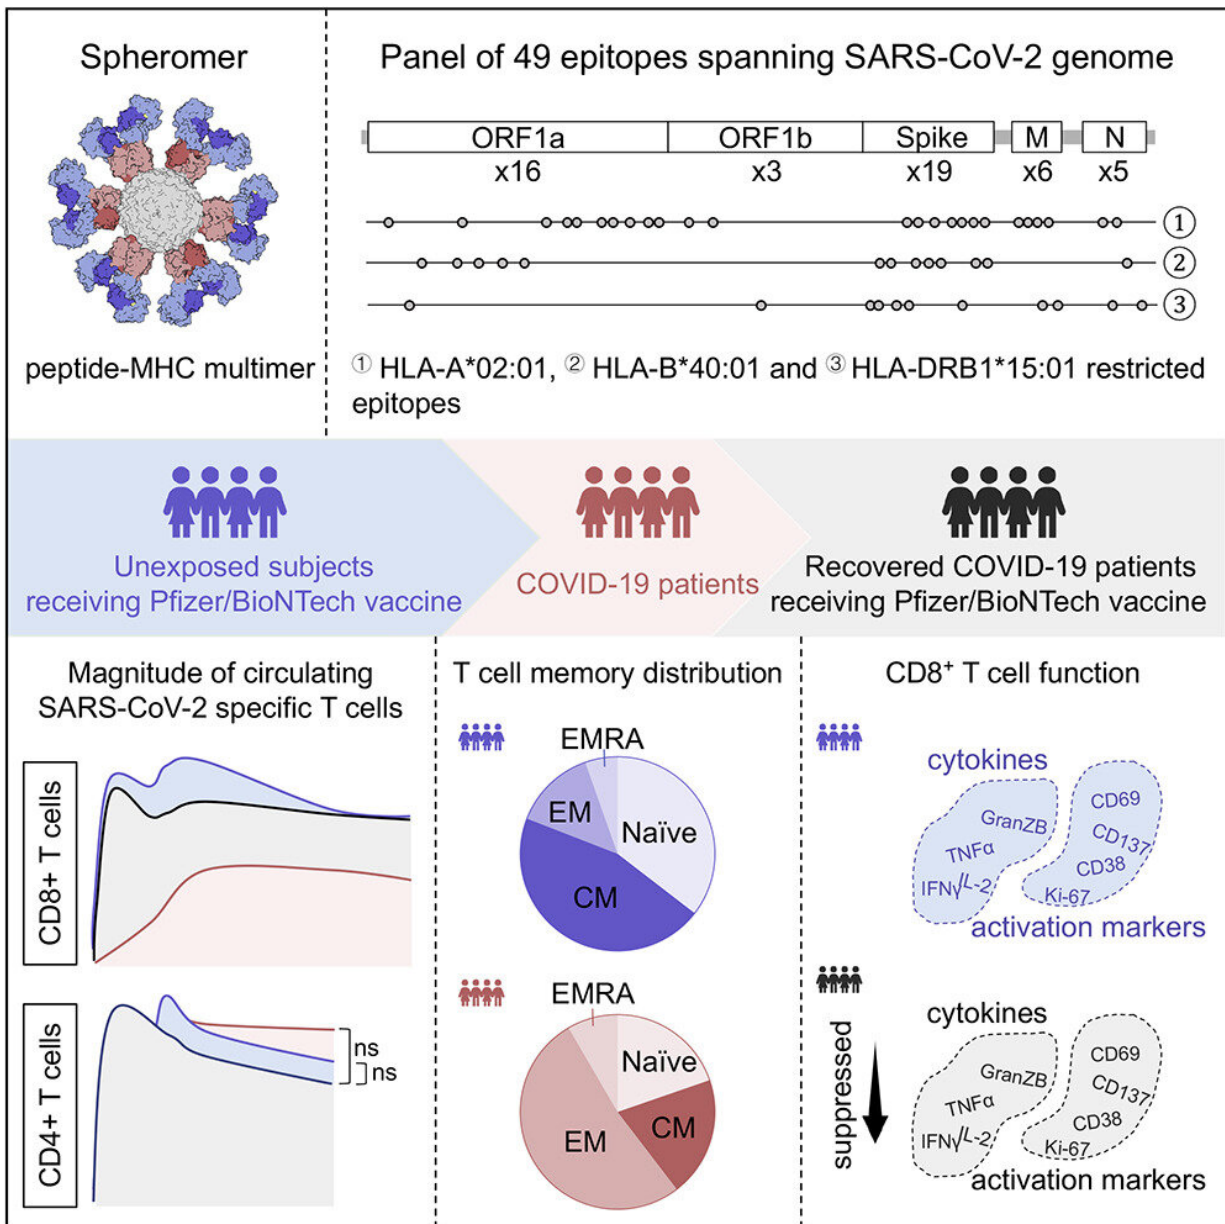 Spheromer
peptide-MHC multimer
Panel of 49 epitopes spanning SARS-CoV-2 genome
ORF1a ORF1b Spike M N
x16 x3 x19 x6 x5
①
②
③
① HLA-A*02:01, ② HLA-B*40:01 and ③ HLA-DRB1*15:01 restricted
epitopes
Unexposed subjects
receiving Pfizer/BioNTech vaccine
COVID-19 patients
Recovered COVID-19 patients
receiving Pfizer/BioNTech vaccine
Magnitude of circulating
SARS-CoV-2 specific T cells
CD8+ T cells
CD4+ T cells
ns
ns
T cell memory distribution
EMRA
EM
Naïve
CM
EMRA
Naïve
EM
CM
CD8⁺ T cell function
cytokines
GranZB
TNFα
IFNγ
IL-2
CD69
CD137
CD38
Ki-67
activation markers
suppressed
cytokines
GranZB
TNFα
IFNγ
IL-2
CD69
CD137
CD38
Ki-67
activation markers